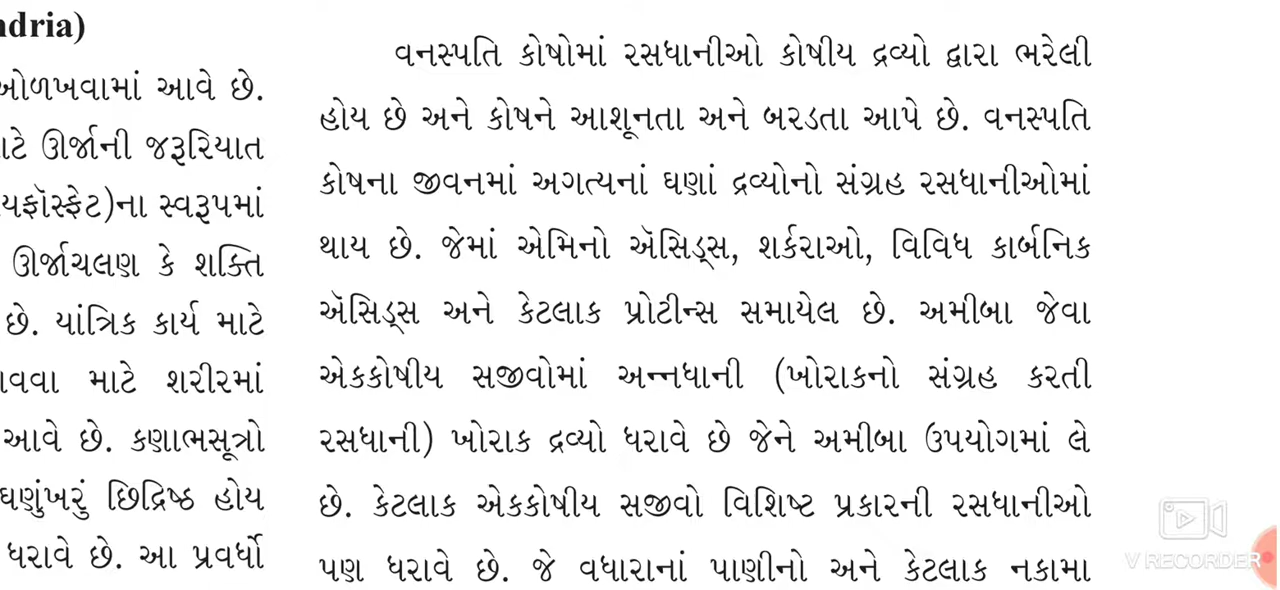 ndria)
ઓળખવામાં આવે છે.
ાટે ઊર્જાની જરૂરિયાત
યફૉસ્ફેટ)ના સ્વરૂપમાં
ઊર્જાચલણ કે શક્તિ
છે. યાંત્રિક કાર્ય માટે
ાવવા માટે શરીરમાં
આવે છે. કણાભસૂત્રો
ઘણુંખરું છિદ્રિષ્ઠ હોય
ધરાવે છે. આ પ્રવર્ધો
વનસ્પતિ કોષોમાં રસધાનીઓ કોષીય દ્રવ્યો દ્વારા ભરેલી
હોય છે અને કોષને આશૂનતા અને બરડતા આપે છે. વનસ્પતિ
કોષના જીવનમાં અગત્યનાં ઘણાં દ્રવ્યોનો સંગ્રહ રસધાનીઓમાં
થાય છે. જેમાં એમિનો ઍસિડ્સ, શર્કરાઓ, વિવિધ કાર્બનિક
ઍસિડ્સ અને કેટલાક પ્રોટીન્સ સમાયેલ છે. અમીબા જેવા
એકકોષીય સજીવોમાં અન્નધાની (ખોરાકનો સંગ્રહ કરતી
રસધાની) ખોરાક દ્રવ્યો ધરાવે છે જેને અમીબા ઉપયોગમાં લે
છે. કેટલાક એકકોષીય સજીવો વિશિષ્ટ પ્રકારની રસધાનીઓ
પણ ધરાવે છે. જે વધારાનાં પાણીનો અને કેટલાક નકામા
V RECORDER